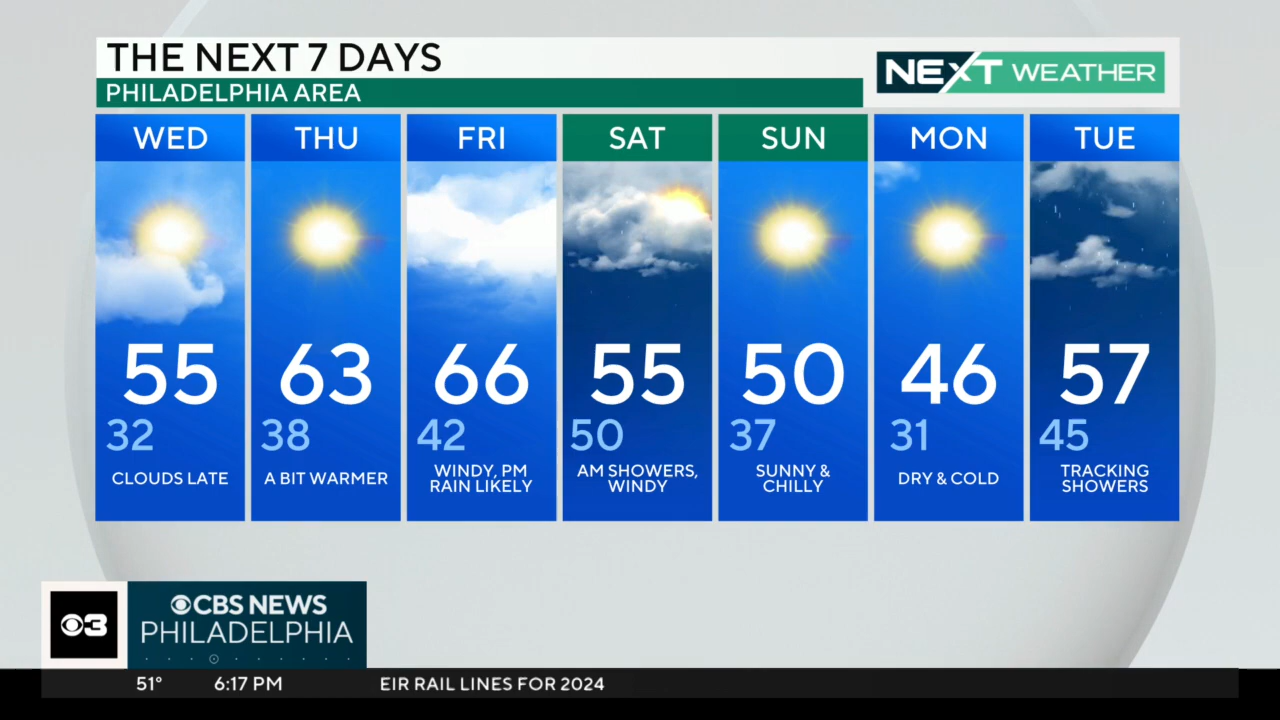 THE NEXT 7 DAYS
PHILADELPHIA AREA
NEXT WEATHER
WED THU FRI SAT SUN MON TUE
55 63 66 55 50 46 57
32 38 42 50 37 31 45
CLOUDS LATE
A BIT WARMER
WINDY, PM
RAIN LIKELY
AM SHOWERS,
WINDY
SUNNY &
CHILLY
DRY & COLD
TRACKING
SHOWERS
3
CBS NEWS
PHILADELPHIA
51° 6:17 PM EIR RAIL LINES FOR 2024